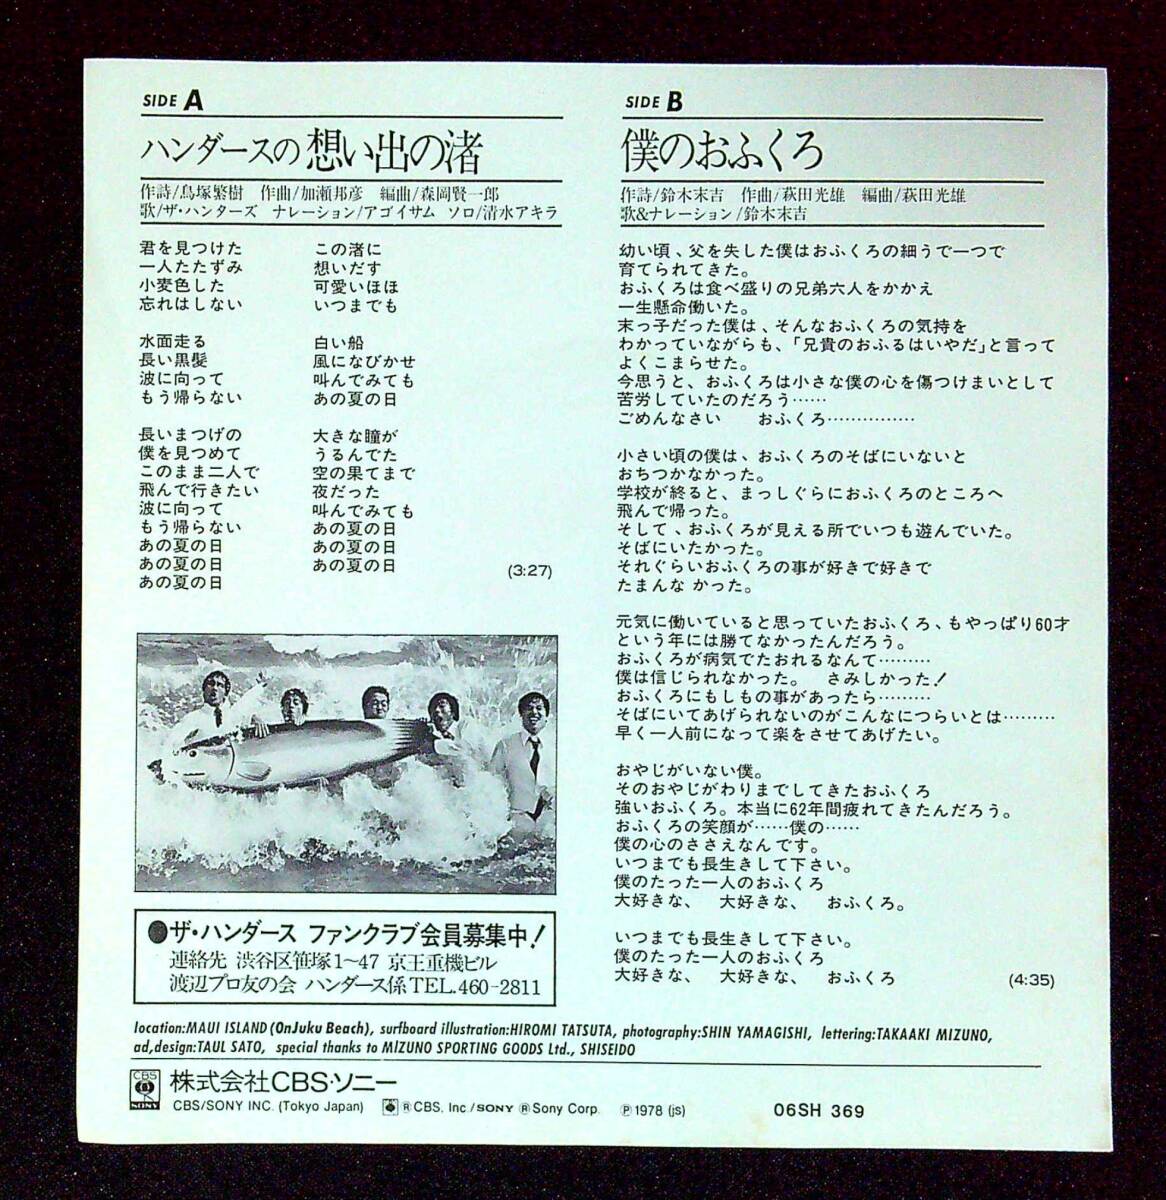 SIDE A
ハンダースの想い出の渚
作詩/鳥塚繁樹 作曲/加瀬邦彦 編曲/森岡賢一郎
歌/ザ・ハンターズ ナレーション/アゴイサム ソロ/清水アキラ
君を見つけた この渚に
一人たたずみ 想いだす
小麦色した 可愛いほほ
忘れはしない いつまでも
水面走る 白い船
長い黒髪 風になびかせ
波に向って 叫んでみても
もう帰らない あの夏の日
長いまつげの 大きな瞳が
僕を見つめて うるんでた
このまま二人で 空の果てまで
飛んで行きたい 夜だった
波に向って 叫んでみても
もう帰らない あの夏の日
あの夏の日 あの夏の日
あの夏の日 あの夏の日
あの夏の日
(3:27)
●ザ・ハンダース ファンクラブ会員募集中!
連絡先 渋谷区笹塚1〜47 京王重機ビル
渡辺プロ友の会 ハンダース係TEL.460-2811
SIDE B
僕のおふくろ
作詩/鈴木末吉 作曲/萩田光雄 編曲/萩田光雄
歌&ナレーション/鈴木末吉
幼い頃、父を失した僕はおふくろの細うで一つで
育てられてきた。
おふくろは食べ盛りの兄弟六人をかかえ
一生懸命働いた。
末っ子だった僕は、そんなおふくろの気持を
わかっていながらも、「兄貴のおふるはいやだ」と言って
よくこまらせた。
今思うと、おふくろは小さな僕の心を傷つけまいとして
苦労していたのだろう……
ごめんなさい おふくろ……………
小さい頃の僕は、おふくろのそばにいないと
おちつかなかった。
学校が終ると、まっしぐらにおふくろのところへ
飛んで帰った。
そして、おふくろが見える所でいつも遊んでいた。
そばにいたかった。
それぐらいおふくろの事が好きで好きで
たまんな かった。
元気に働いていると思っていたおふくろ、もやっぱり60才
という年には勝てなかったんだろう。
おふくろが病気でたおれるなんて………
僕は信じられなかった。 さみしかった!
おふくろにもしもの事があったら………
そばにいてあげられないのがこんなにつらいとは………
早く一人前になって楽をさせてあげたい。
おやじがいない僕。
そのおやじがわりまでしてきたおふくろ
強いおふくろ。本当に62年間疲れてきたんだろう。
おふくろの笑顔が……僕の……
僕の心のささえなんです。
いつまでも長生きして下さい。
僕のたった一人のおふくろ
大好きな、 大好きな、 おふくろ。
いつまでも長生きして下さい。
僕のたった一人のおふくろ
大好きな、 大好きな、 おふくろ
(4:35)
location:MAUI ISLAND(OnJuku Beach), surfboard illustration:HIROMI TATSUTA, photography:SHIN YAMAGISHI, lettering:TAKAAKI MIZUNO,
ad,design:TAUL SATO, special thanks to MIZUNO SPORTING GOODS Ltd., SHISEIDO
CBS
SONY
株式会社CBS・ソニー
CBS/SONY INC. (Tokyo Japan) ®CBS. Inc/SONY ®Sony Corp. ℗1978 (js) 06SH 369